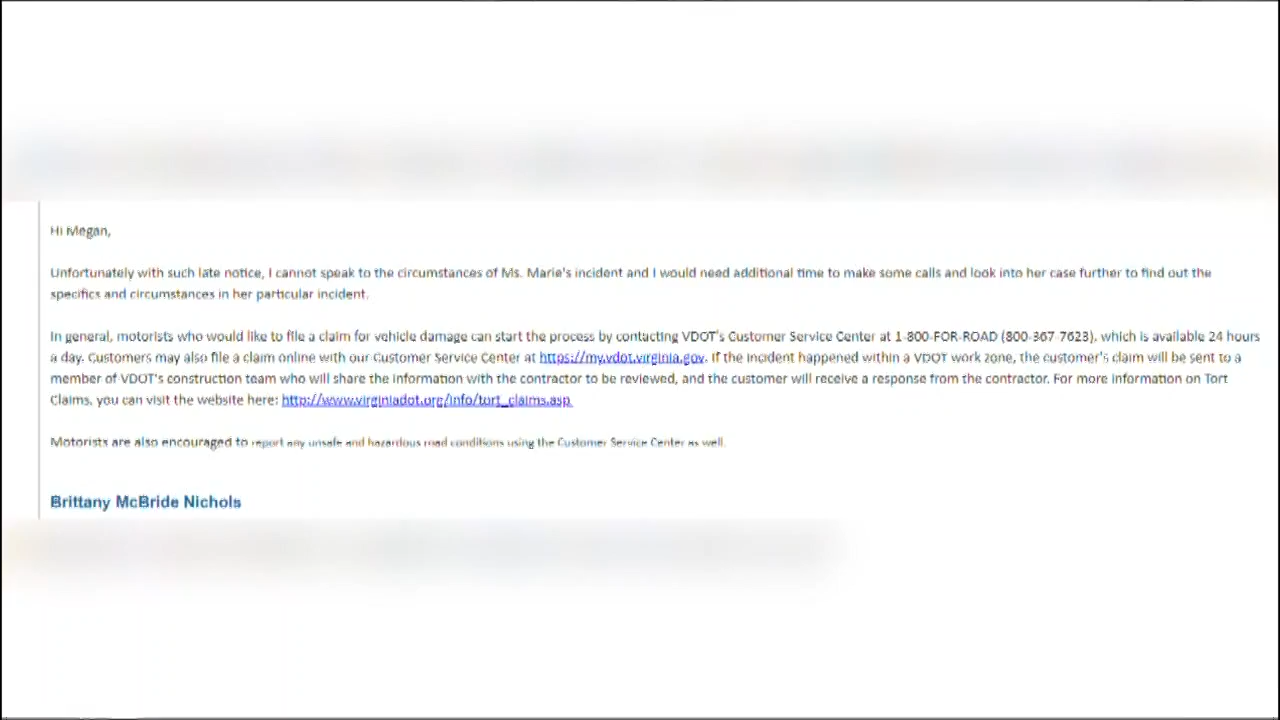 Hi Megan,
Unfortunately with such late notice, I cannot speak to the circumstances of Ms. Marie's incident and I would need additional time to make some calls and look into her case further to find out the
specifics and circumstances in her particular incident.
In general, motorists who would like to file a claim for vehicle damage can start the process by contacting VDOT's Customer Service Center at 1-800-FOR-ROAD (800-367-7623), which is available 24 hours
a day. Customers may also file a claim online with our Customer Service Center at https://my.vdot.virginia.gov. If the incident happened within a VDOT work zone, the customer's claim will be sent to a
member of VDOT's construction team who will share the information with the contractor to be reviewed, and the customer will receive a response from the contractor. For more information on Tort
Claims, you can visit the website here: http://www.virginiadot.org/info/tort_claims.asp
Motorists are also encouraged to report any unsafe and hazardous road conditions using the Customer Service Center as well.
Brittany McBride Nichols